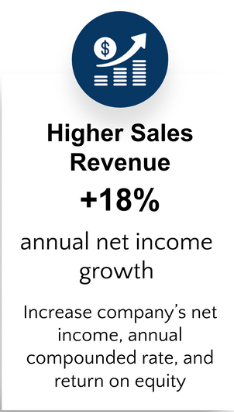 $
Higher Sales
Revenue
+18%
annual net income
growth
Increase company's net
income, annual
compounded rate, and
return on equity